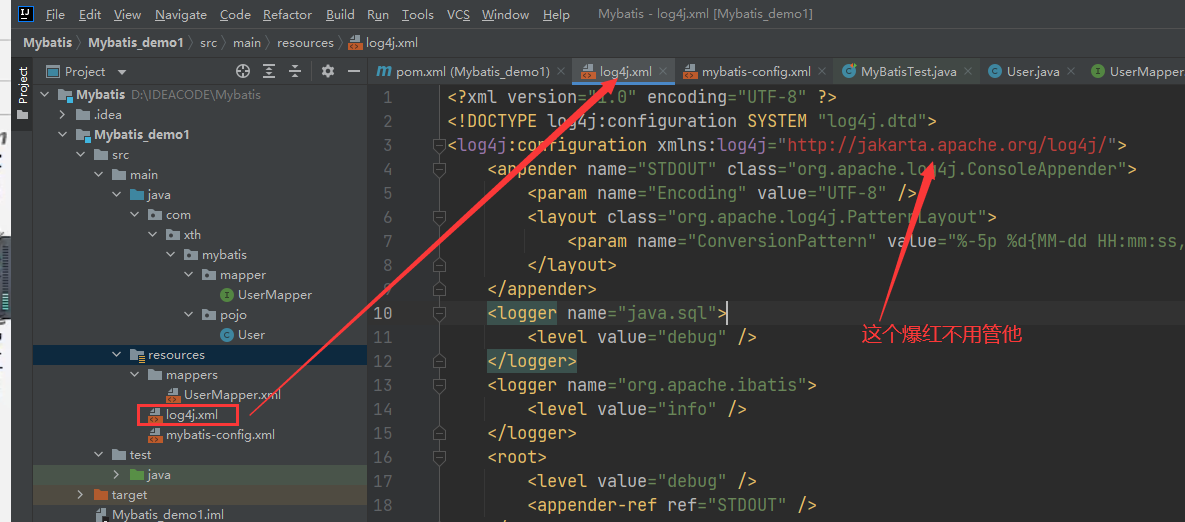 File Edit View Navigate Code Refactor Build Run Tools VCS Window Help Mybatis - log4j.xml [Mybatis_demo1]
Mybatis Mybatis_demo1 src main resources log4j.xml
Project
Project
pom.xml (Mybatis_demo1) log4j.xml mybatis-config.xml MyBatisTest.java User.java UserMapper
Mybatis D:\IDEACODE\Mybatis
.idea
Mybatis_demo1
src
main
java
com
xth
mybatis
mapper
UserMapper
pojo
User
resources
mappers
UserMapper.xml
log4j.xml
mybatis-config.xml
test
java
target
Mybatis_demo1.iml
1 <?xml version="1.0" encoding="UTF-8" ?>
2 <!DOCTYPE log4j:configuration SYSTEM "log4j.dtd">
3 <log4j:configuration xmlns:log4j="http://jakarta.apache.org/log4j/">
4 <appender name="STDOUT" class="org.apache.log4j.ConsoleAppender">
5 <param name="Encoding" value="UTF-8" />
6 <layout class="org.apache.log4j.PatternLayout">
7 <param name="ConversionPattern" value="%-5p %d{MM-dd HH:mm:ss,
8 </layout>
9 </appender>
10 <logger name="java.sql">
11 <level value="debug" />
12 </logger>
13 <logger name="org.apache.ibatis">
14 <level value="info" />
15 </logger>
16 <root>
17 <level value="debug" />
18 <appender-ref ref="STDOUT" />
这个爆红不用管他